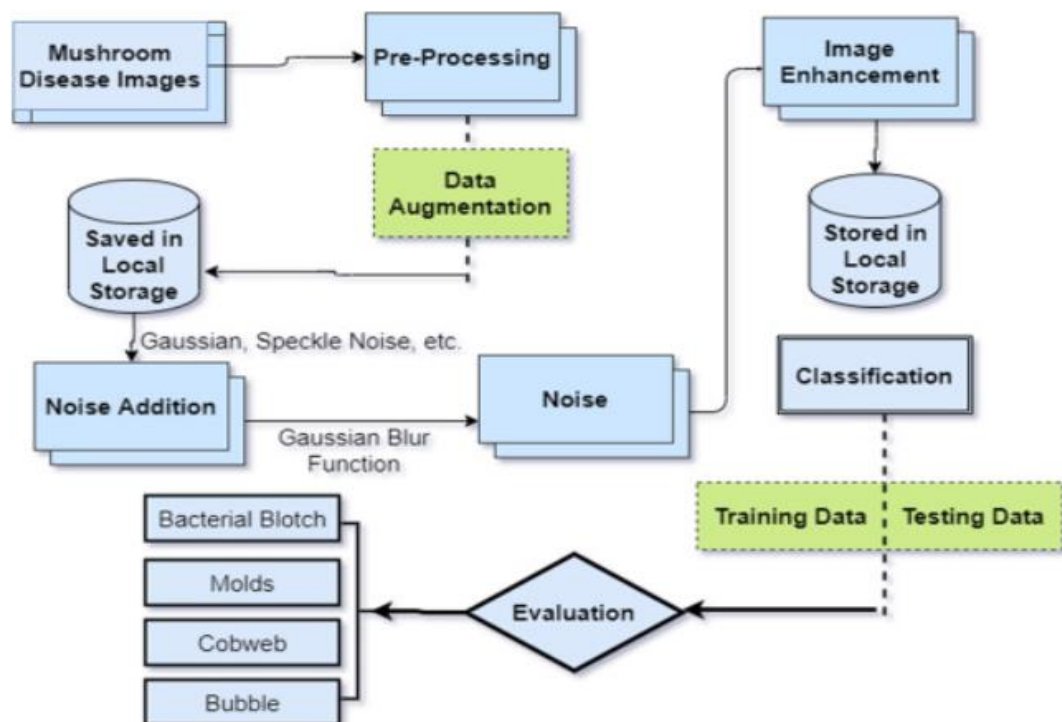 Mushroom
Disease Images
Pre-Processing
Image
Enhancement
Data
Augmentation
Saved in
Local
Storage
Stored in
Local
Storage
Gaussian, Speckle Noise, etc.
Classification
Noise Addition
Noise
Gaussian Blur
Function
Training Data
Testing Data
Bacterial Blotch
Molds
Evaluation
Cobweb
Bubble